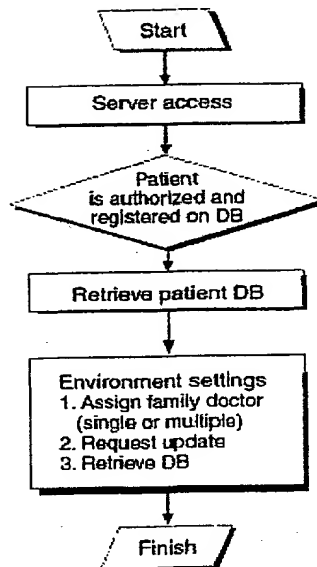 Start
Server access
Patient
is authorized and
registered on DB
Retrieve patient DB
Environment settings
1. Assign family doctor
(single or multiple)
2. Request update
3. Retrieve DB
Finish